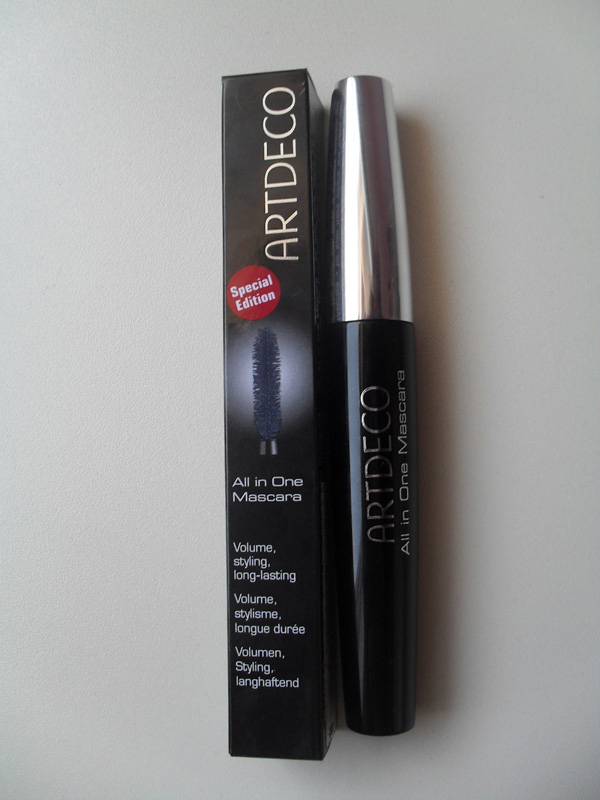 ARTDECO
Special
Edition
All in One
Mascara
Volume,
styling,
long-lasting
Volume,
stylisme,
longue durée
Volumen,
Styling,
langhaftend
ARTDECO
All in One Mascara